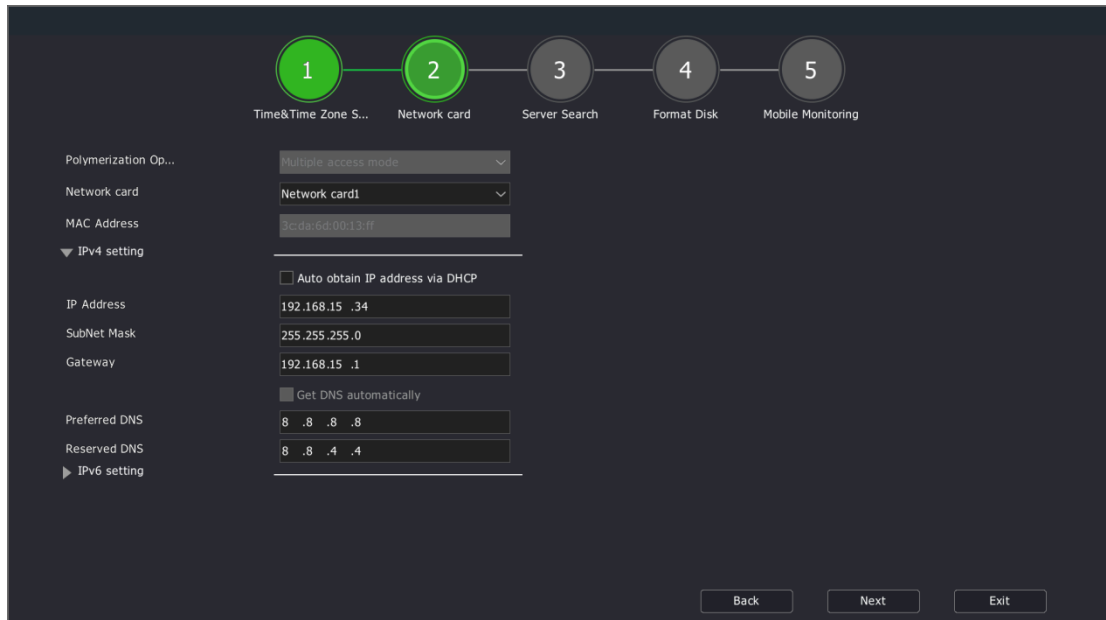 1 2 3 4 5
Time&Time Zone S... Network card Server Search Format Disk Mobile Monitoring
Polymerization Op... Multiple access mode
Network card Network card1
MAC Address 3c:da:6d:00:13:ff
IPv4 setting
Auto obtain IP address via DHCP
IP Address 192.168.15 .34
SubNet Mask 255.255.255.0
Gateway 192.168.15 .1
Get DNS automatically
Preferred DNS 8 .8 .8 .8
Reserved DNS 8 .8 .4 .4
IPv6 setting
Back Next Exit